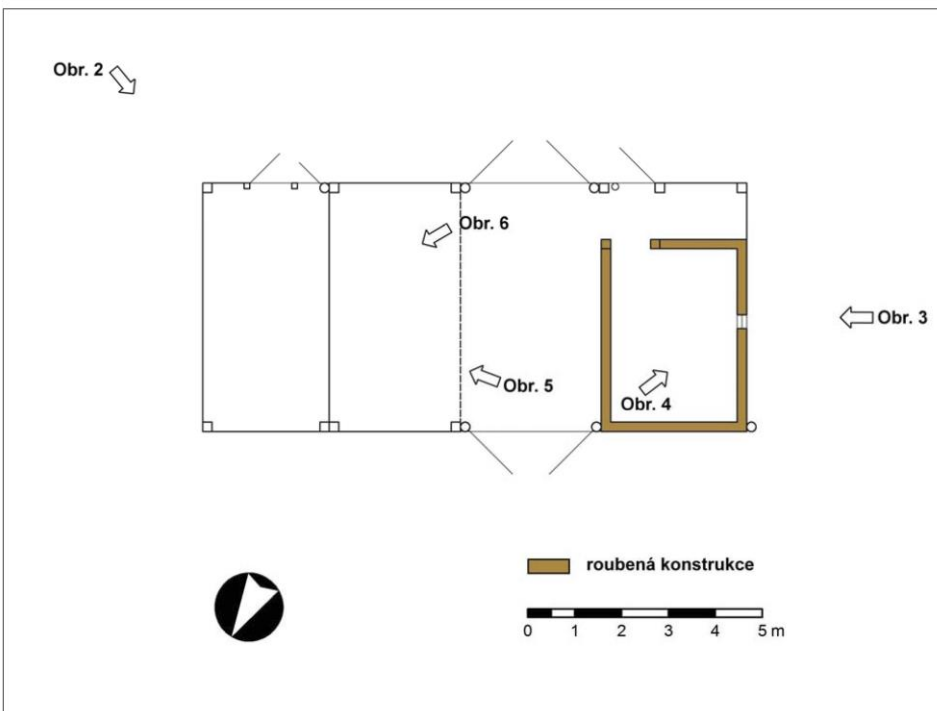 Obr. 2
Obr. 6
Obr. 3
Obr. 5
Obr. 4
roubená konstrukce
0 1 2 3 4 5 m